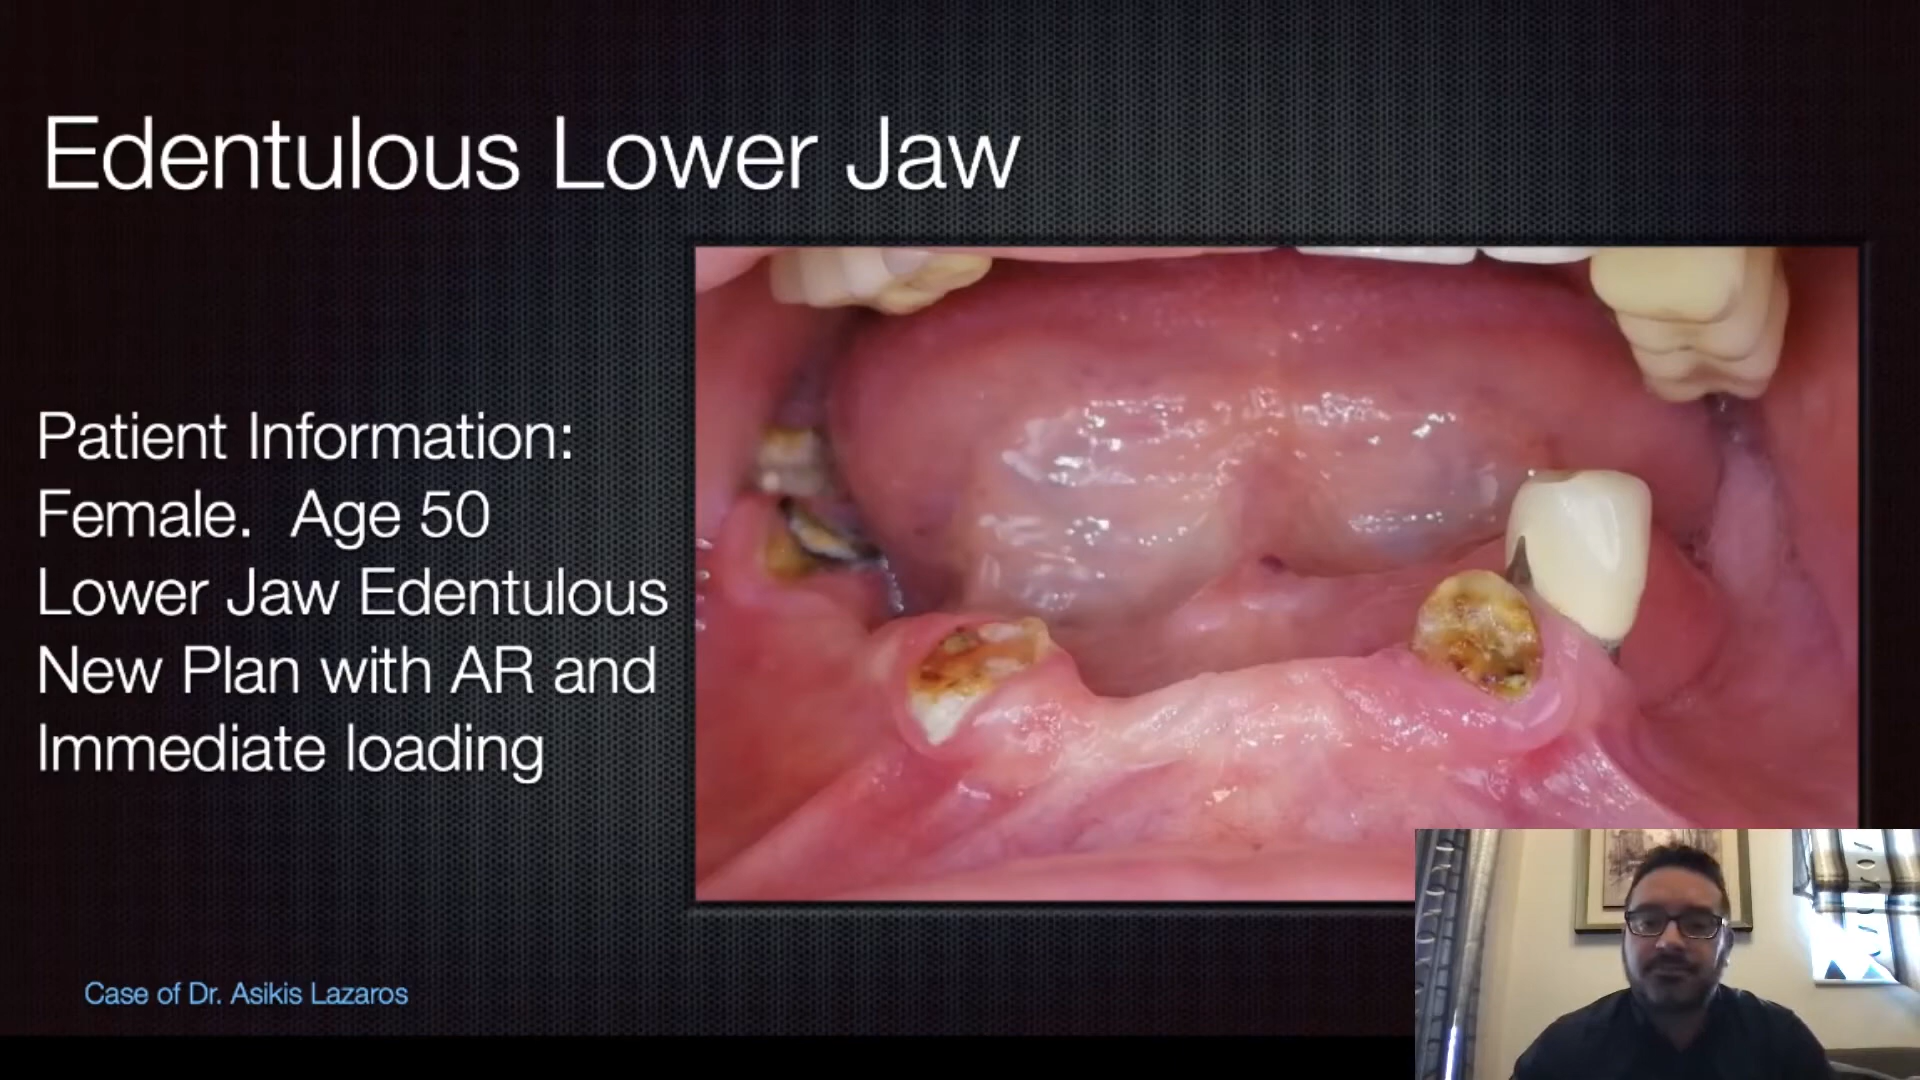 Edentulous Lower Jaw
Patient Information:
Female.  Age 50
Lower Jaw Edentulous
New Plan with AR and
Immediate loading
Case of Dr. Asikis Lazaros